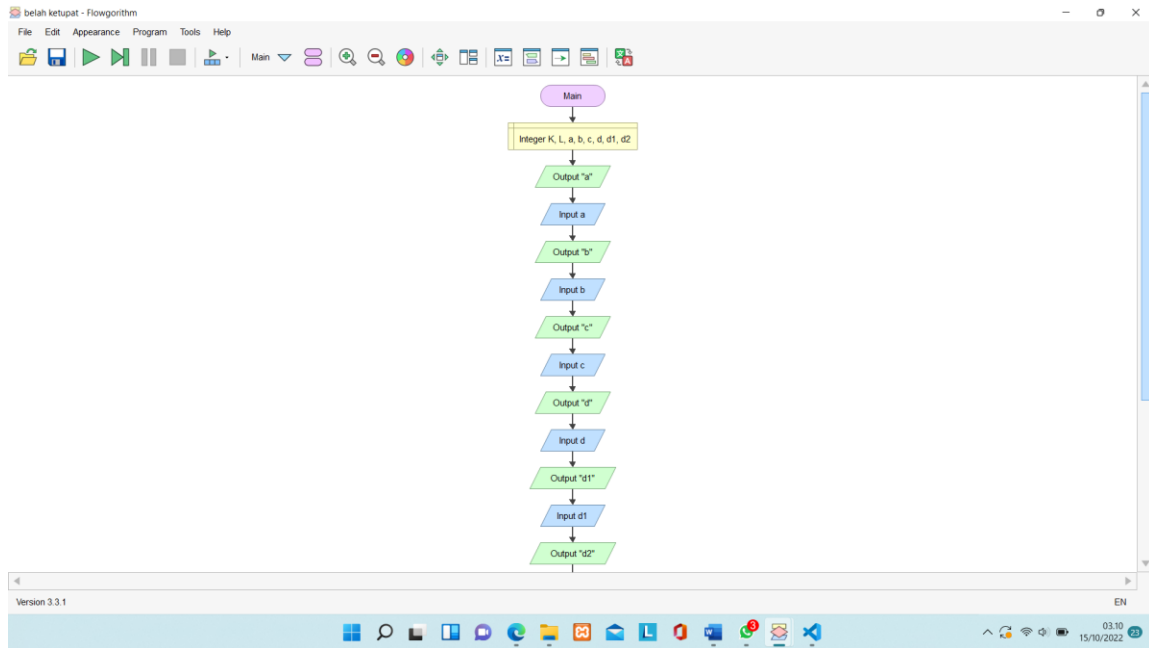 belah ketupat - Flowgorithm
File Edit Appearance Program Tools Help
Main
Main
Integer K, L, a, b, c, d, d1, d2
Output "a"
Input a
Output "b"
Input b
Output "c"
Input c
Output "d"
Input d
Output "d1"
Input d1
Output "d2"
Version 3.3.1 EN
03.10
15/10/2022